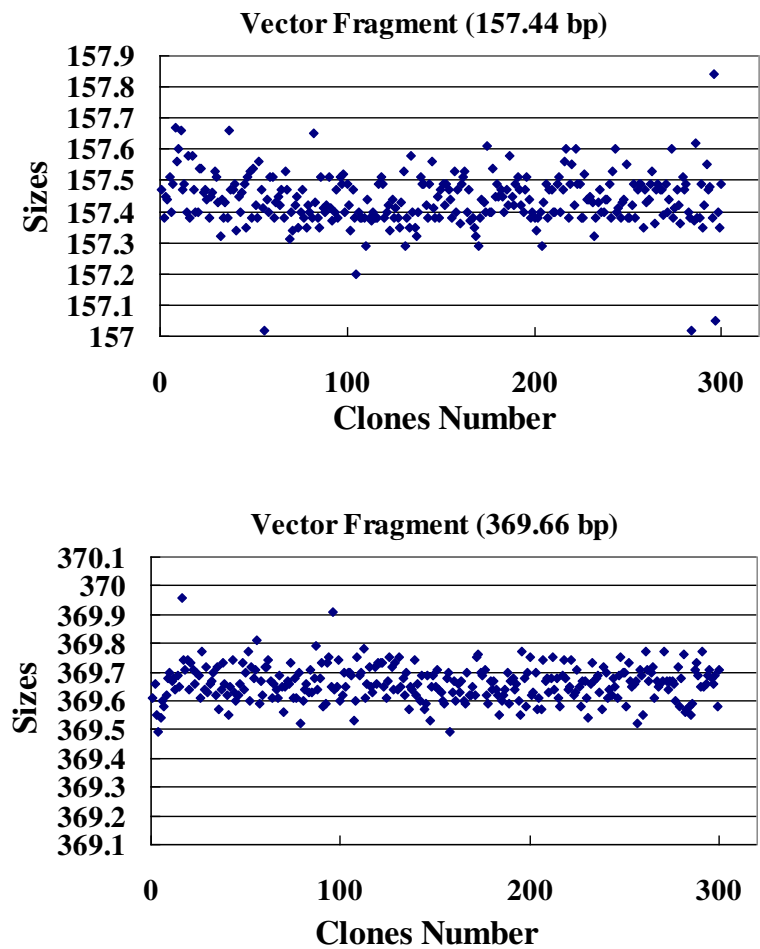 Vector Fragment (157.44 bp)
157.9
157.8
157.7
157.6
157.5
157.4
157.3
157.2
157.1
157
Sizes
0 100 200 300
Clones Number
Vector Fragment (369.66 bp)
370.1
370
369.9
369.8
369.7
369.6
369.5
369.4
369.3
369.2
369.1
Sizes
0 100 200 300
Clones Number